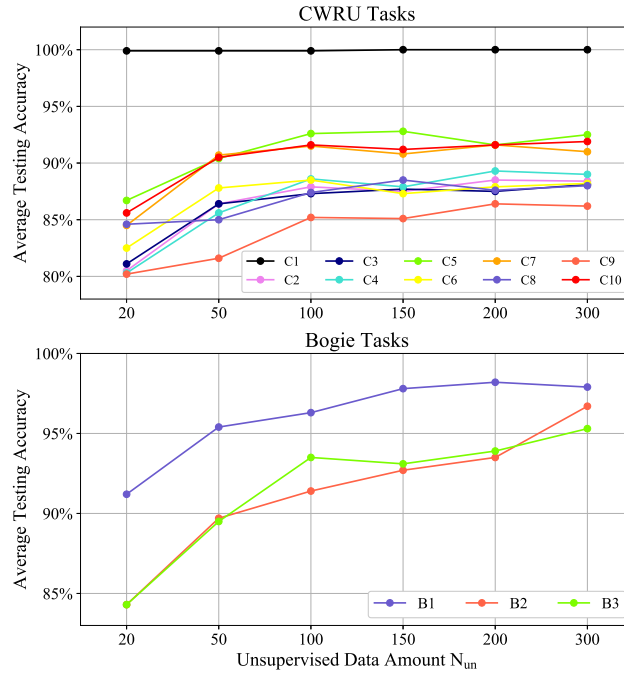 CWRU Tasks
100%
95%
90%
85%
80%
Average Testing Accuracy
C1 C3 C5 C7 C9
C2 C4 C6 C8 C10
20 50 100 150 200 300
Bogie Tasks
100%
95%
90%
85%
Average Testing Accuracy
B1 B2 B3
20 50 100 150 200 300
Unsupervised Data Amount Nun